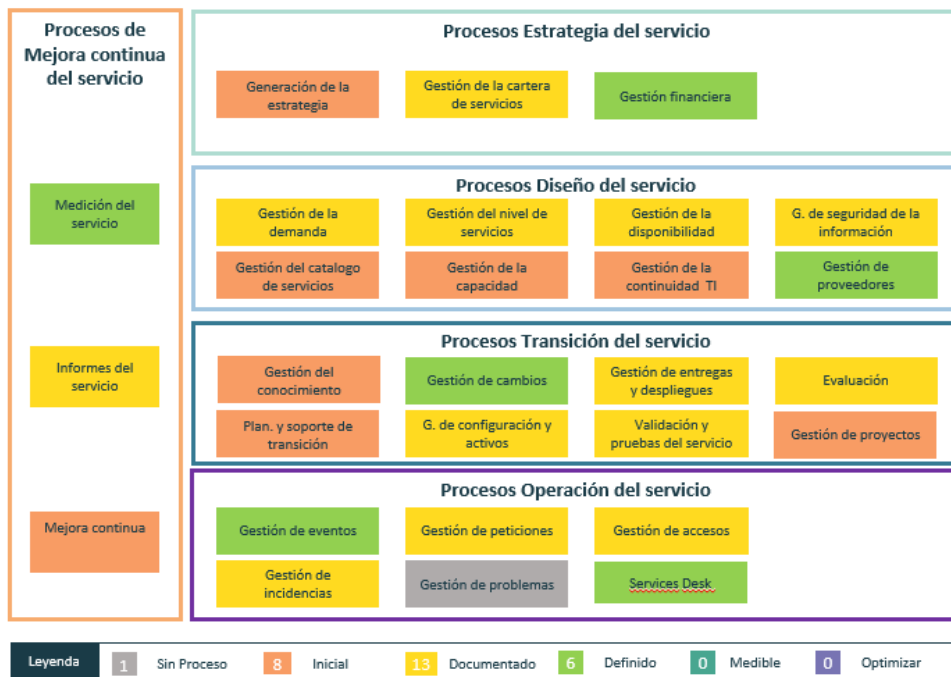 Procesos de
Mejora continua
del servicio
Medición del
servicio
Informes del
servicio
Mejora continua
Procesos Estrategia del servicio
Generación de la
estrategia
Gestión de la cartera
de servicios
Gestión financiera
Procesos Diseño del servicio
Gestión de la
demanda
Gestión del nivel de
servicios
Gestión de la
disponibilidad
G. de seguridad de la
información
Gestión del catalogo
de servicios
Gestión de la
capacidad
Gestión de la
continuidad TI
Gestión de
proveedores
Procesos Transición del servicio
Gestión del
conocimiento
Gestión de cambios
Gestión de entregas
y despliegues
Evaluación
Plan. y soporte de
transición
G. de configuración y
activos
Validación y
pruebas del servicio
Gestión de proyectos
Procesos Operación del servicio
Gestión de eventos
Gestión de peticiones
Gestión de accesos
Gestión de
incidencias
Gestión de problemas
Services Desk
Leyenda
1 Sin Proceso
8 Inicial
13 Documentado
6 Definido
0 Medible
0 Optimizar